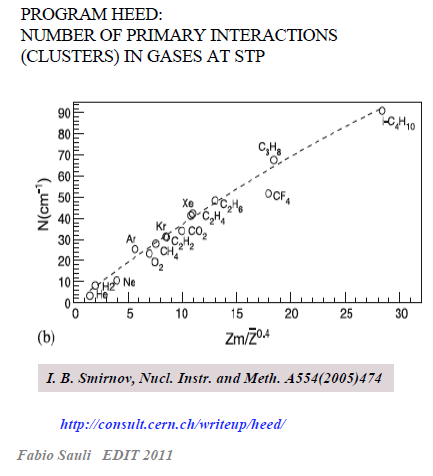 PROGRAM HEED:
NUMBER OF PRIMARY INTERACTIONS
(CLUSTERS) IN GASES AT STP
90
80
70
60
50
40
30
20
10
0
N(cm⁻¹)
i-C₄H₁₀
C₃H₈
CF₄
Xe
C₂H₆
C₂H₄
Kr
CO₂
Ar
C₂H₂
CH₄
O₂
H2
Ne
He
0 5 10 15 20 25 30
(b)
Zm/Z̄⁰·⁴
I. B. Smirnov, Nucl. Instr. and Meth. A554(2005)474
http://consult.cern.ch/writeup/heed/
Fabio Sauli EDIT 2011